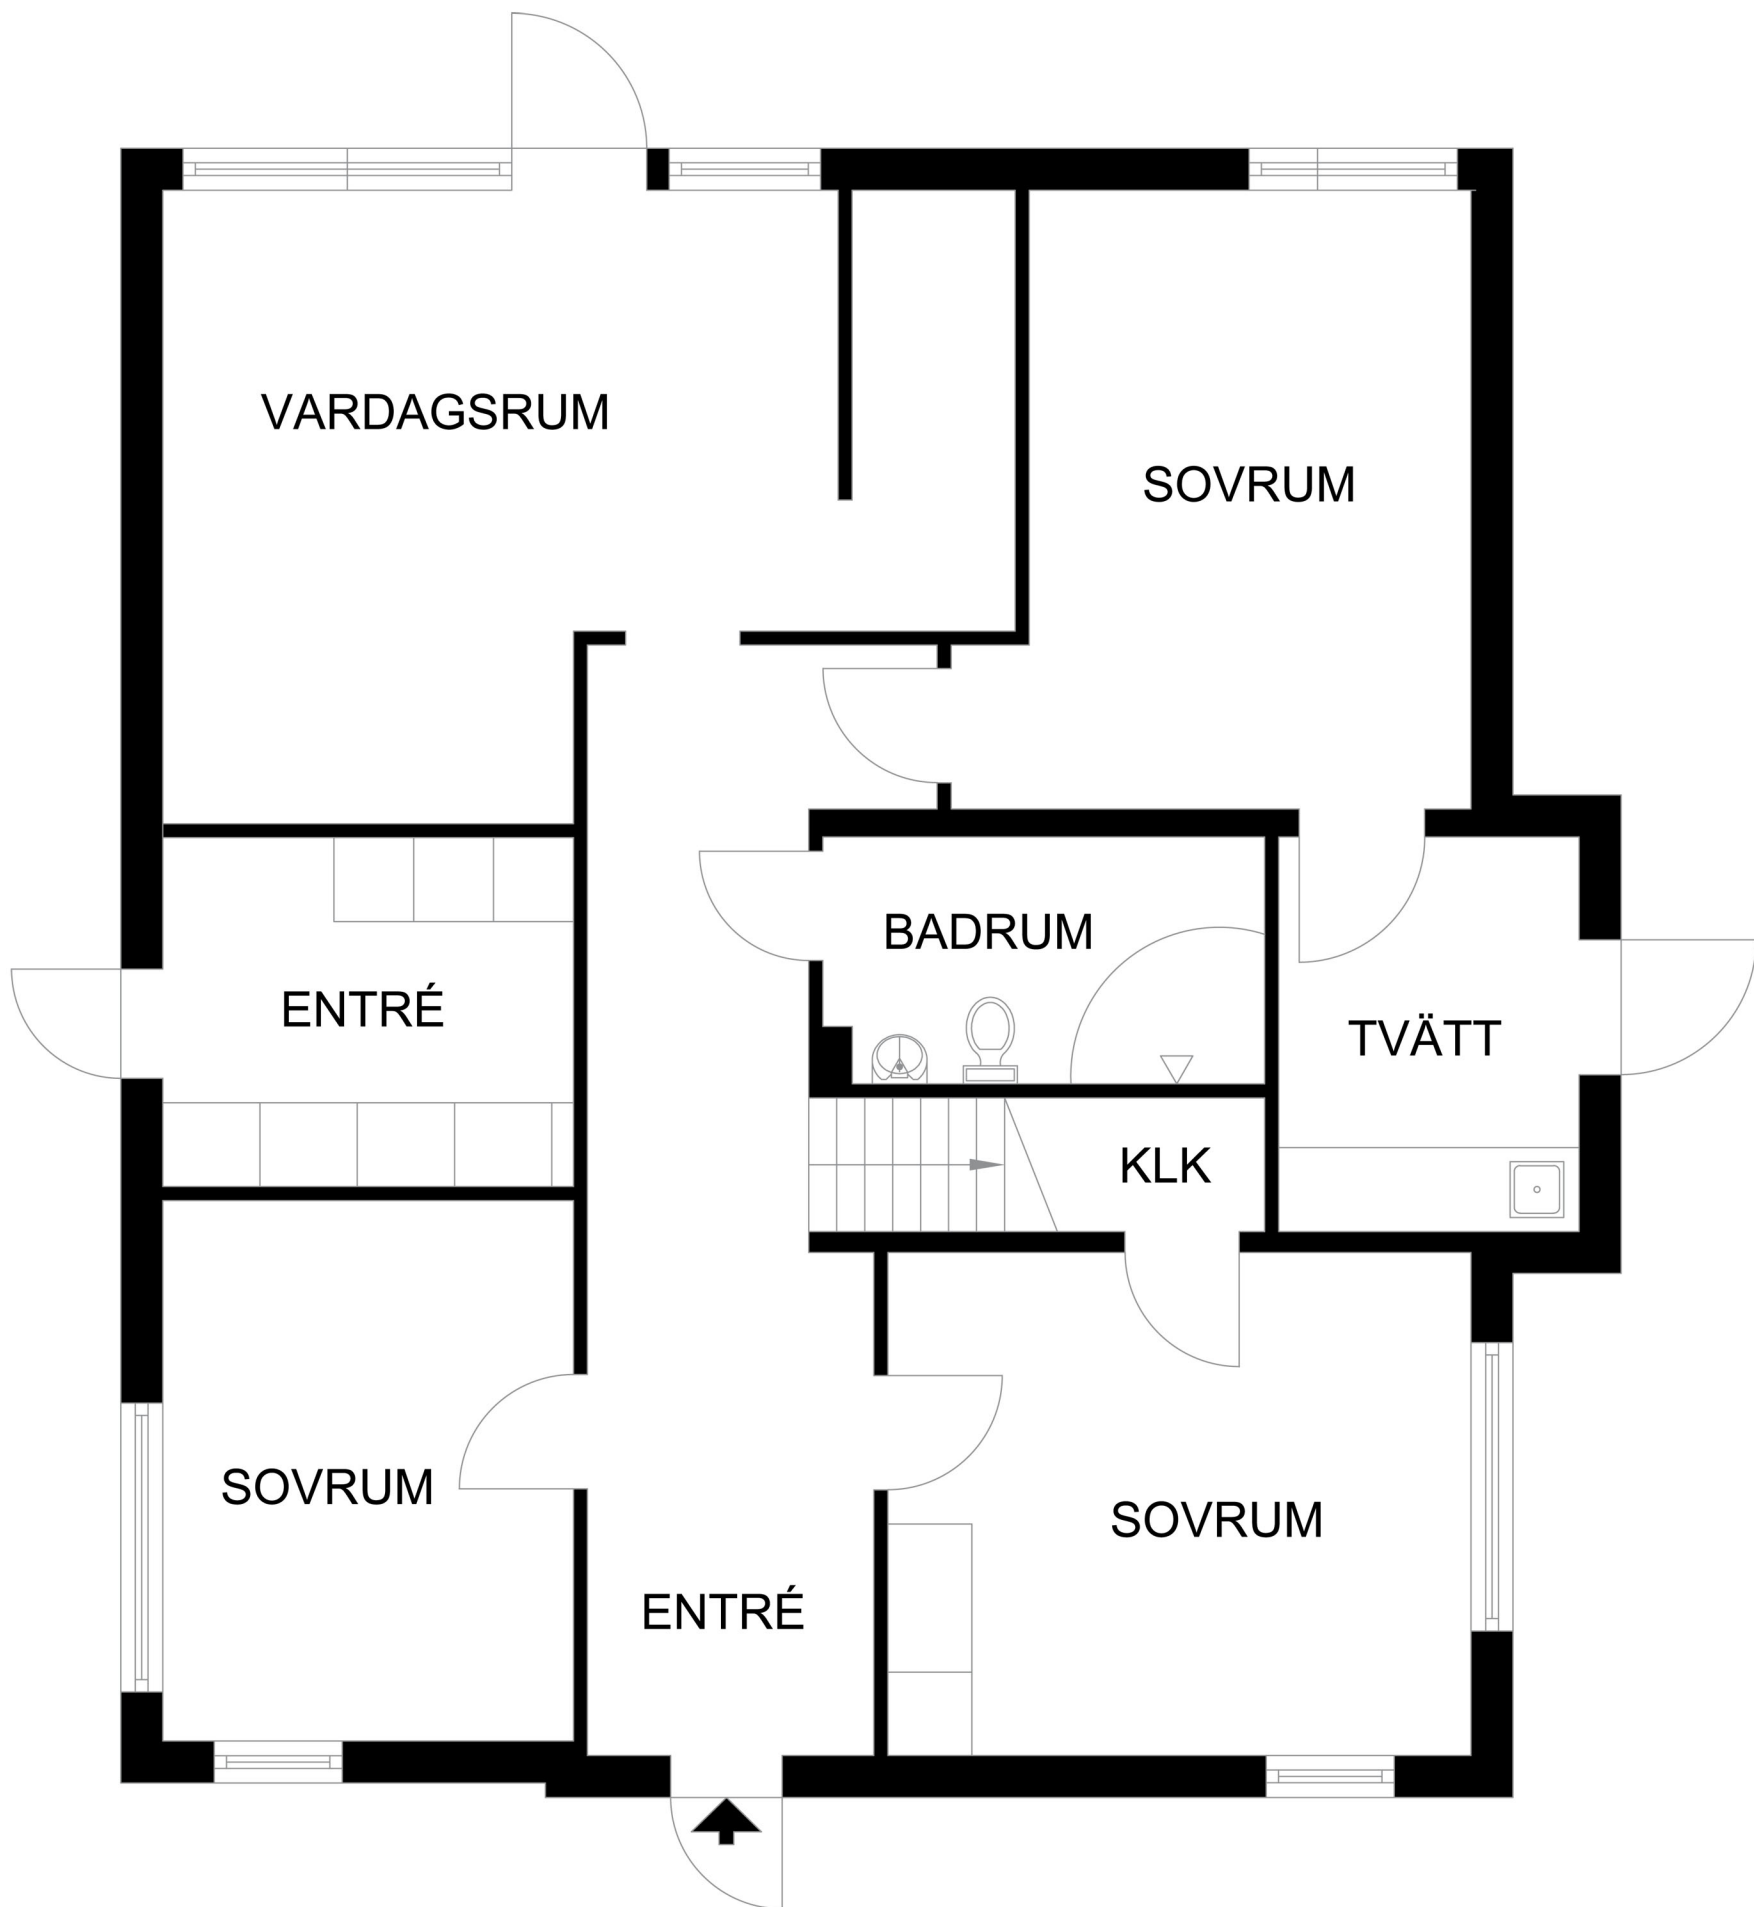 VARDAGSRUM
SOVRUM
BADRUM
ENTRÉ
TVÄTT
KLK
SOVRUM
SOVRUM
ENTRÉ